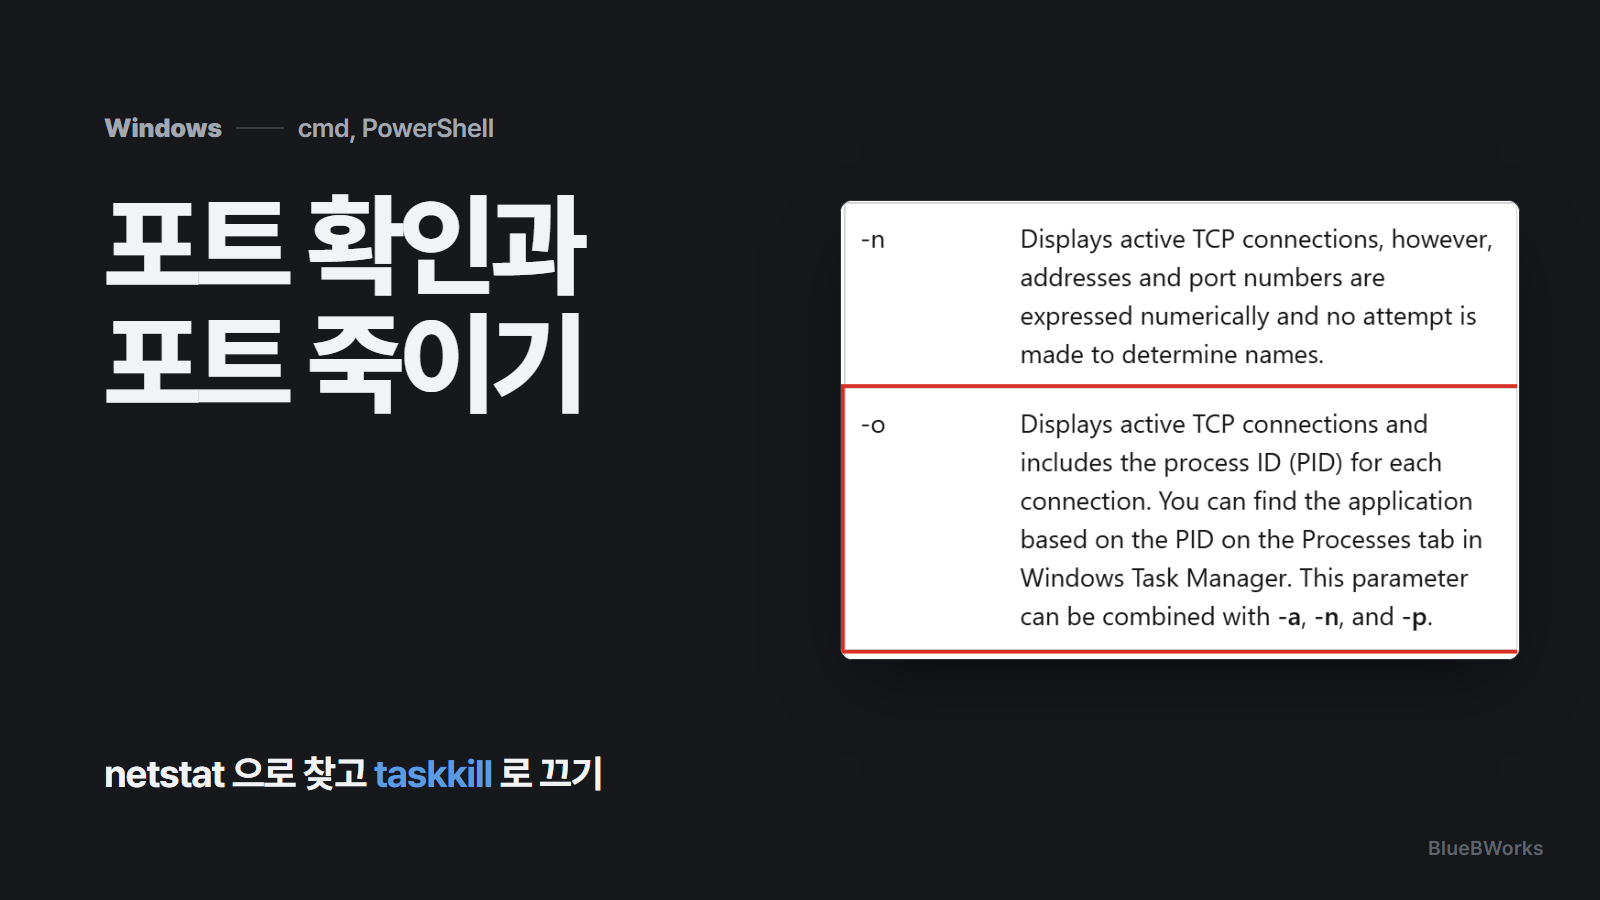 Windows — cmd, PowerShell
포트 확인과
포트 죽이기
netstat 으로 찾고 taskkill 로 끄기
-n Displays active TCP connections, however,
addresses and port numbers are
expressed numerically and no attempt is
made to determine names.
-o Displays active TCP connections and
includes the process ID (PID) for each
connection. You can find the application
based on the PID on the Processes tab in
Windows Task Manager. This parameter
can be combined with -a, -n, and -p.
BlueBWorks